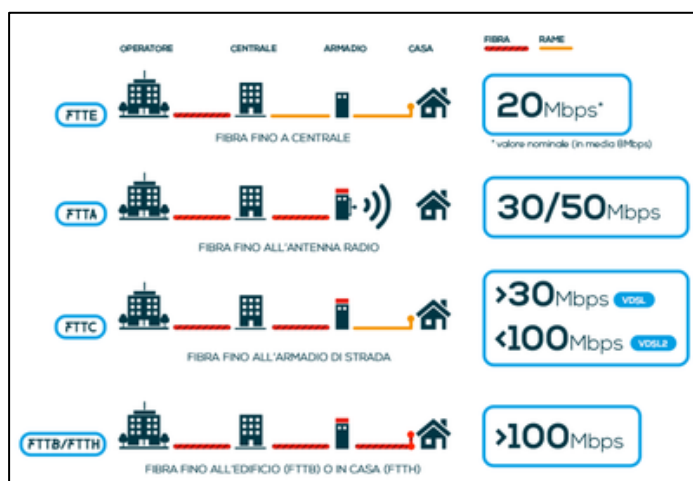 OPERATORE CENTRALE ARMADIO CASA FIBRA RAME
FTTE
FIBRA FINO A CENTRALE
20Mbps*
* valore nominale (in media 8Mbps)
FTTA
FIBRA FINO ALL'ANTENNA RADIO
30/50Mbps
FTTC
FIBRA FINO ALL'ARMADIO DI STRADA
>30Mbps VDSL
<100Mbps VDSL2
FTTB/FTTH
FIBRA FINO ALL'EDIFICIO (FTTB) O IN CASA (FTTH)
>100Mbps